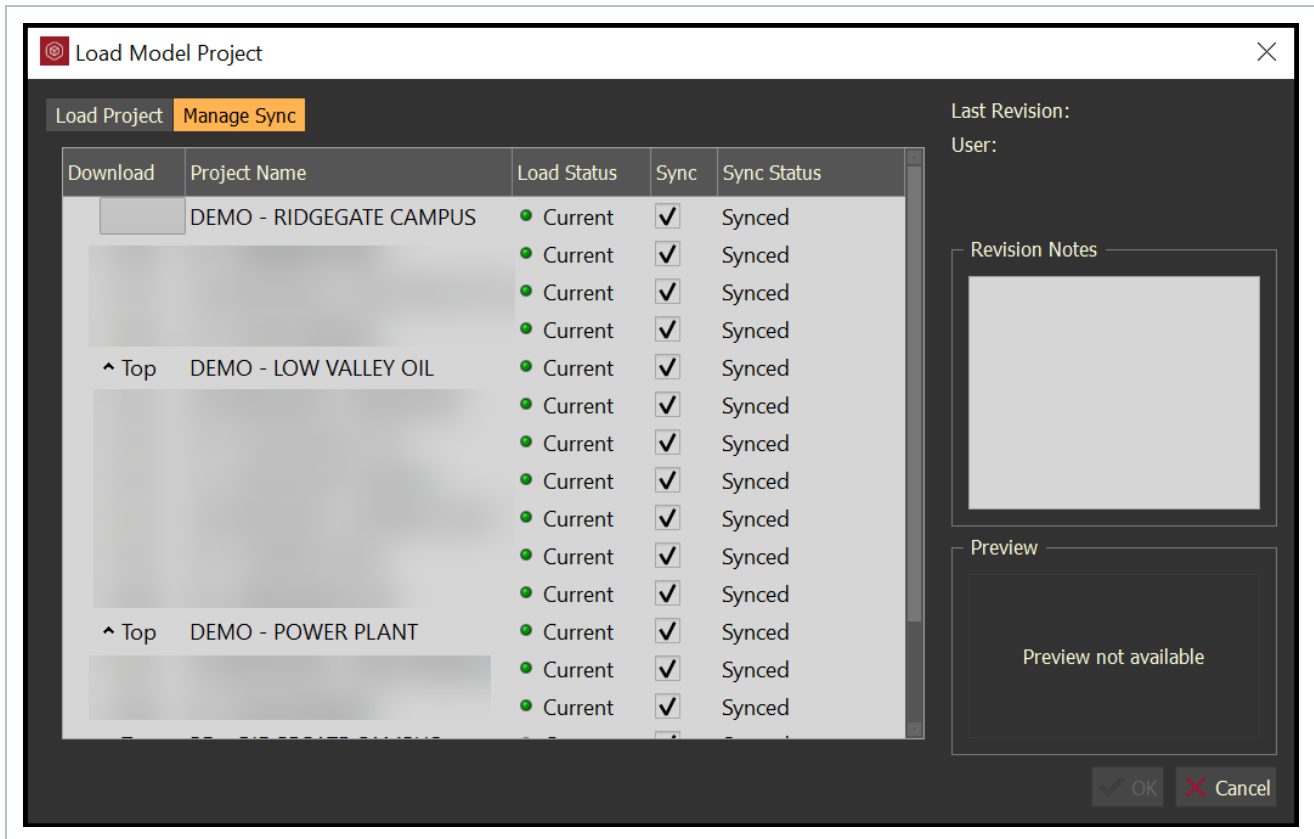 Load Model Project
Load Project Manage Sync
Last Revision:
User:
Download Project Name Load Status Sync Sync Status
DEMO - RIDGEGATE CAMPUS Current Synced
Current Synced
Current Synced
Current Synced
^ Top DEMO - LOW VALLEY OIL Current Synced
Current Synced
Current Synced
Current Synced
Current Synced
Current Synced
Current Synced
^ Top DEMO - POWER PLANT Current Synced
Current Synced
Current Synced
Revision Notes
Preview
Preview not available
OK Cancel